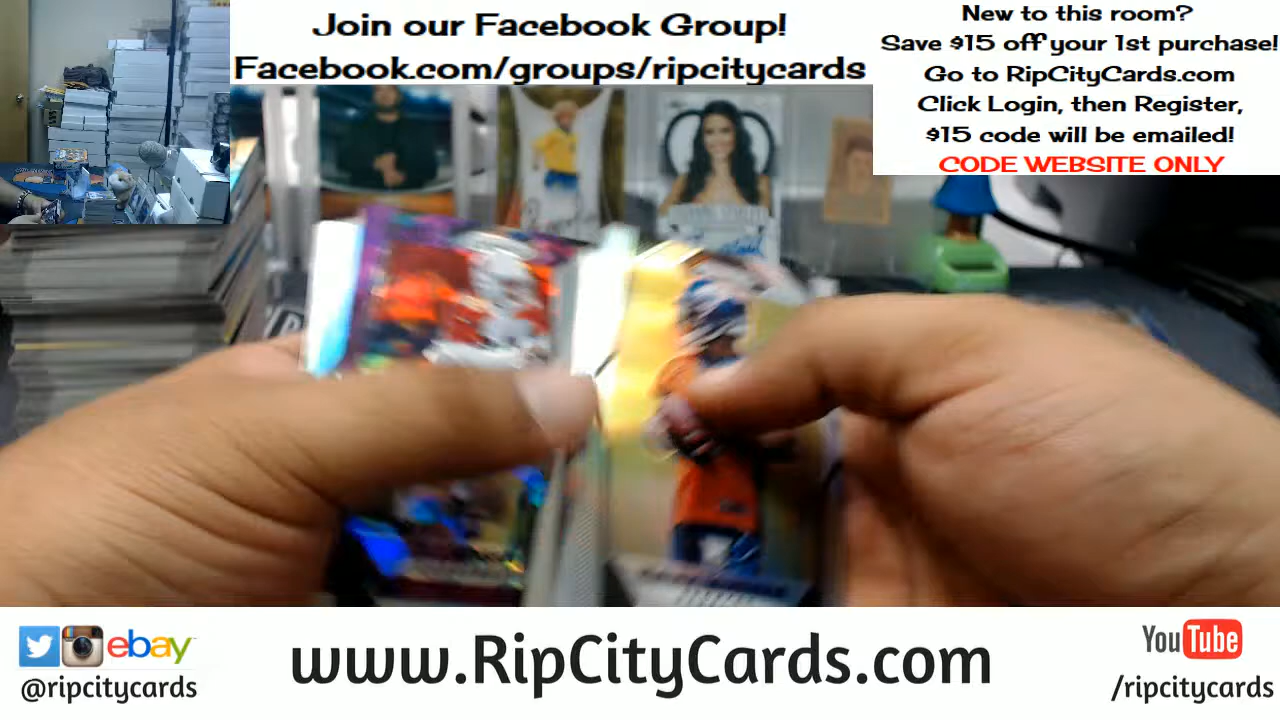 Join our Facebook Group!
Facebook.com/groups/ripcitycards
New to this room?
Save $15 off your 1st purchase!
Go to RipCityCards.com
Click Login, then Register,
$15 code will be emailed!
CODE WEBSITE ONLY
ebay
@ripcitycards
www.RipCityCards.com
YouTube
/ripcitycards